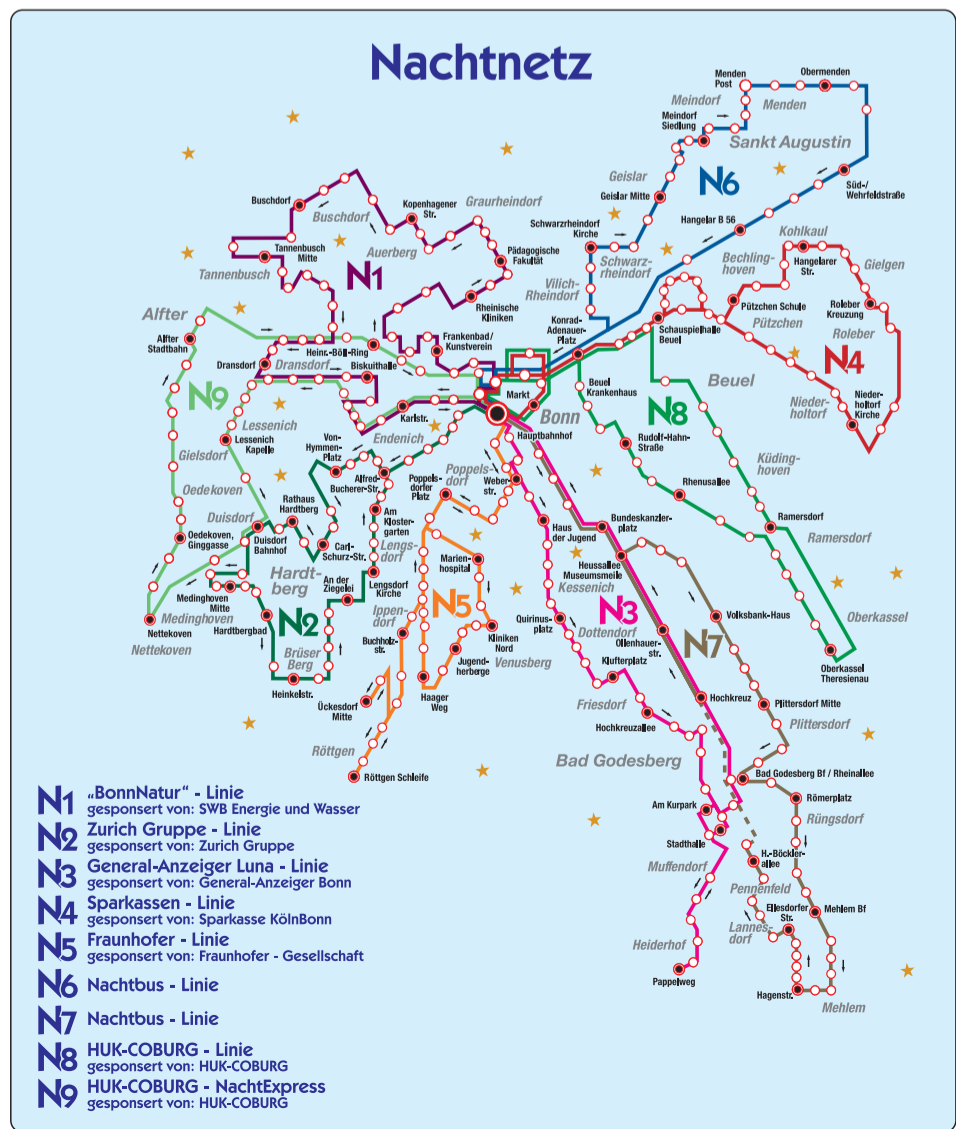 Nachtnetz
Menden
Post
Obermenden
Meindorf
Menden
Meindorf
Siedlung
Sankt Augustin
N6
Geislar
Geislar Mitte
Süd-/
Wehrfeldstraße
Hangelar B 56
Schwarzrheindorf
Kirche
Schwarz-
rheindorf
Vilich-
Rheindorf
Konrad-
Adenauer-
Platz
Buschdorf
Buschdorf
Kopenhagener
Str.
Graurheindorf
Auerberg
Tannenbusch
Mitte
Tannenbusch
N1
Pädagogische
Fakultät
Rheinische
Kliniken
Kohlkaul
Bechling-
hoven
Hangelarer
Str.
Gielgen
Pützchen Schule
Pützchen
Roleber
Kreuzung
Roleber
N4
Schauspielhalle
Beuel
Nieder-
holtorf
Nieder-
holtorf
Kirche
Alfter
Alfter
Stadtbahn
Dransdorf
Dransdorf
Heinr.-Böll-Ring
Biskuithalle
Frankenbad/
Kunstverein
N9
Lessenich
Lessenich
Kapelle
Karlstr.
Endenich
Markt
Bonn
Hauptbahnhof
Beuel
Krankenhaus
N8
Beuel
Rudolf-Hahn-
Straße
Küding-
hoven
Rhenusallee
Ramersdorf
Ramersdorf
Gielsdorf
Oedekoven
Von-
Hymmen-
Platz
Alfred-
Bucherer-Str.
Poppels-
dorf
Poppels-
dorfer
Platz
Weber-
str.
Rathaus
Hardtberg
Duisdorf
Duisdorf
Bahnhof
Am
Kloster-
garten
Lengs-
dorf
Oedekoven,
Ginggasse
Carl-
Schurz-Str.
Haus
der Jugend
Bundeskanzler-
platz
Heussallee
Museumsmeile
Kessenich
Hardt-
berg
An der
Ziegelei
Lengsdorf
Kirche
Marien-
hospital
Medinghoven
Mitte
Medinghoven
Hardtbergbad
N2
Ippen-
dorf
N5
Nettekoven
Nettekoven
Brüser
Berg
Heinkelstr.
Buchholz-
str.
Kliniken
Nord
Venusberg
Jugend-
herberge
Haager
Weg
Quirinus-
platz
N3
Dottendorf
Ollenhauer-
str.
N7
Volksbank-Haus
Oberkassel
Oberkassel
Theresienau
Klufterplatz
Friesdorf
Hochkreuz
Hochkreuzallee
Plittersdorf Mitte
Plittersdorf
Ückesdorf
Mitte
Röttgen
Röttgen Schleife
Bad Godesberg
Bad Godesberg Bf / Rheinallee
Am Kurpark
Stadthalle
Römerplatz
Rüngsdorf
Muffendorf
H.-Böckler-
allee
Pennenfeld
Ellesdorfer
Str.
Mehlem Bf
Lannes-
dorf
Heiderhof
Pappelweg
Hagenstr.
Mehlem
N1 „BonnNatur“ - Linie
gesponsert von: SWB Energie und Wasser
N2 Zurich Gruppe - Linie
gesponsert von: Zurich Gruppe
N3 General-Anzeiger Luna - Linie
gesponsert von: General-Anzeiger Bonn
N4 Sparkassen - Linie
gesponsert von: Sparkasse KölnBonn
N5 Fraunhofer - Linie
gesponsert von: Fraunhofer - Gesellschaft
N6 Nachtbus - Linie
N7 Nachtbus - Linie
N8 HUK-COBURG - Linie
gesponsert von: HUK-COBURG
N9 HUK-COBURG - NachtExpress
gesponsert von: HUK-COBURG